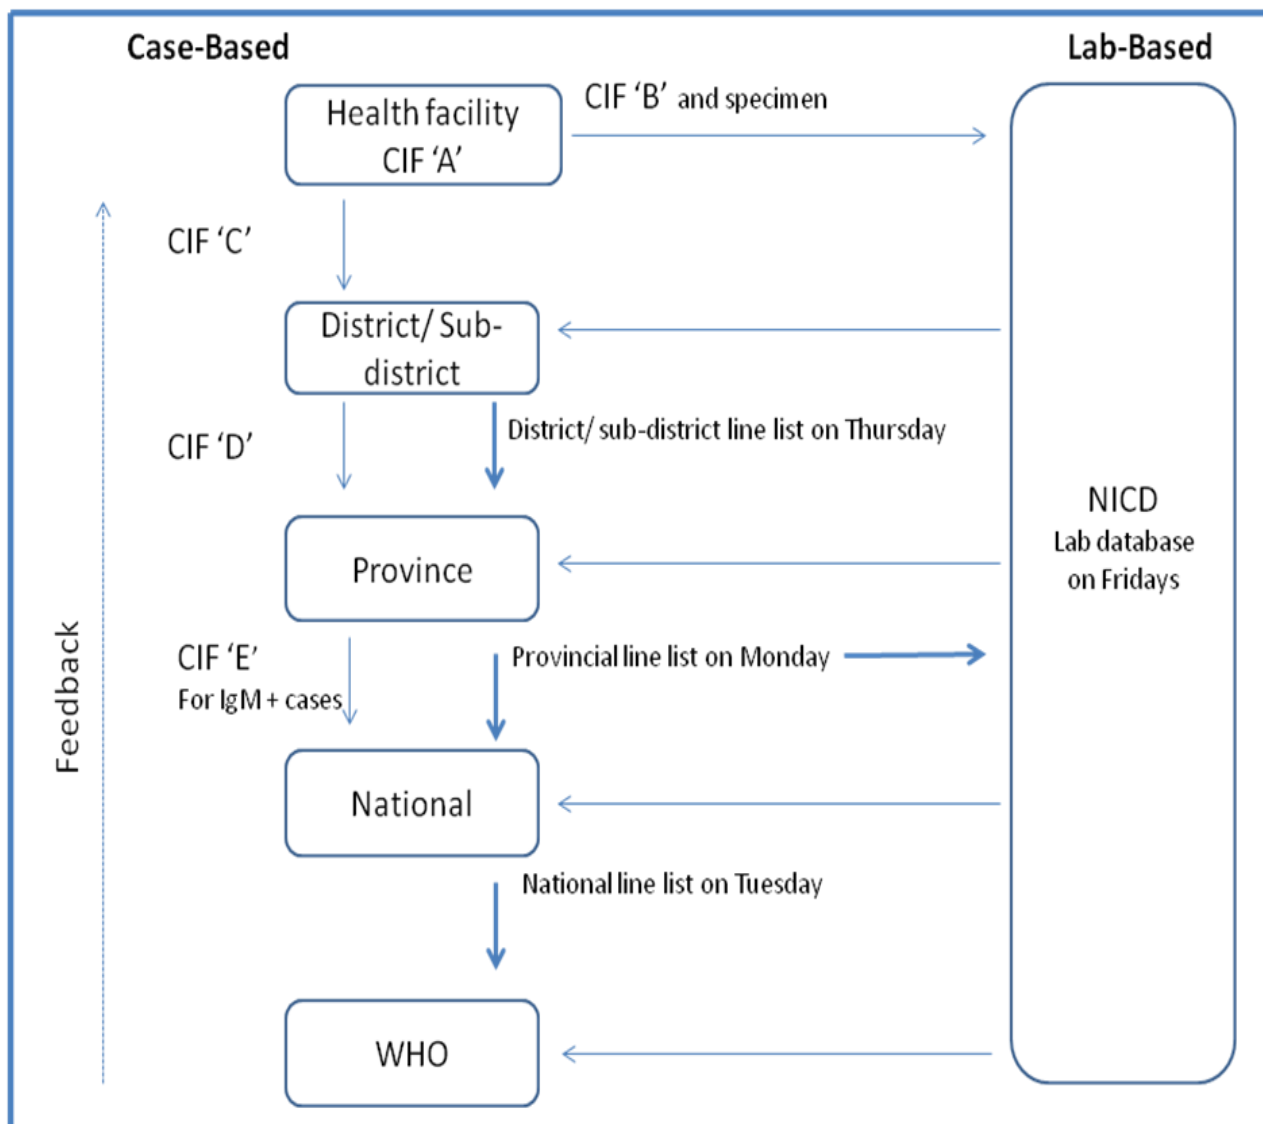 Case-Based
Lab-Based
Health facility
CIF ‘A’
CIF ‘B’ and specimen
CIF ‘C’
District/ Sub-
district
CIF ‘D’
District/ sub-district line list on Thursday
NICD
Lab database
on Fridays
Province
CIF ‘E’
For IgM + cases
Provincial line list on Monday
Feedback
National
National line list on Tuesday
WHO